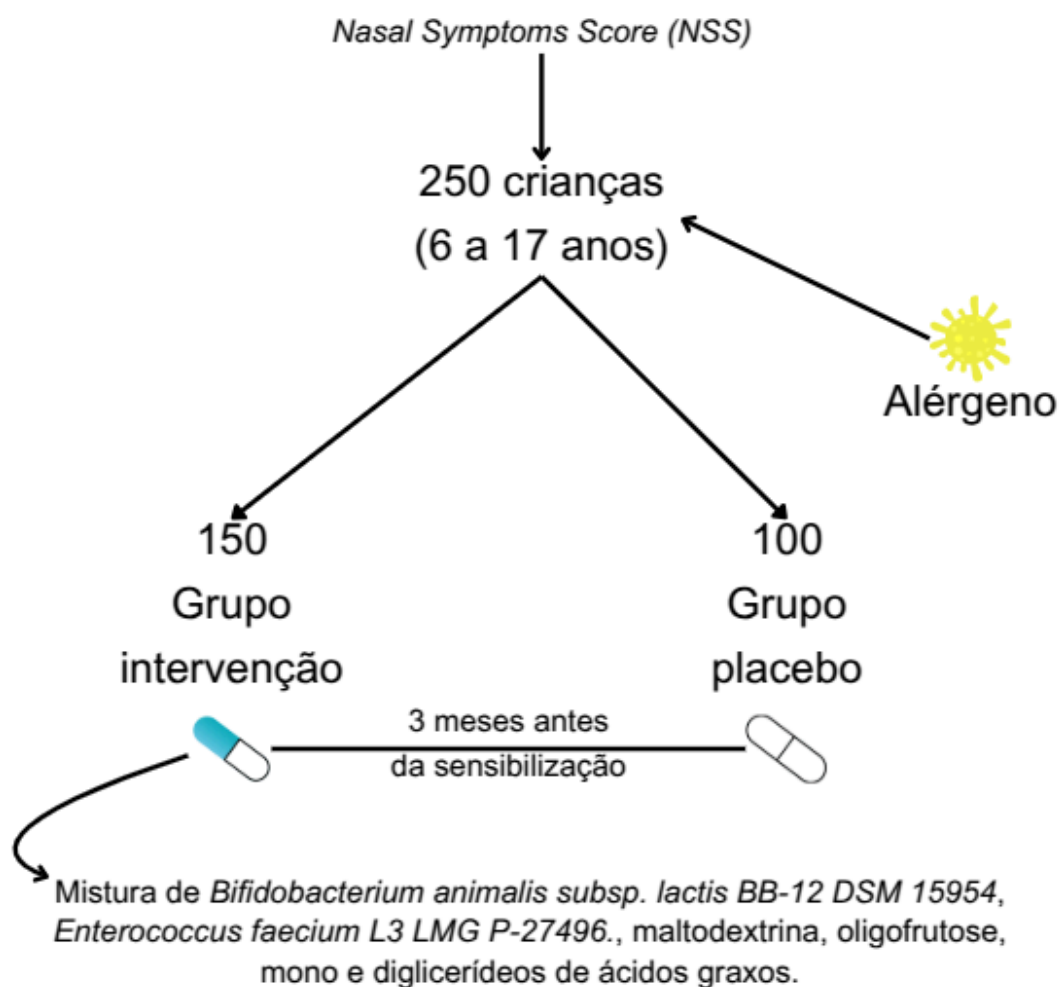 Nasal Symptoms Score (NSS)
250 crianças
(6 a 17 anos)
Alérgeno
150
Grupo
intervenção
100
Grupo
placebo
3 meses antes
da sensibilização
Mistura de Bifidobacterium animalis subsp. lactis BB-12 DSM 15954,
Enterococcus faecium L3 LMG P-27496., maltodextrina, oligofrutose,
mono e diglicerídeos de ácidos graxos.